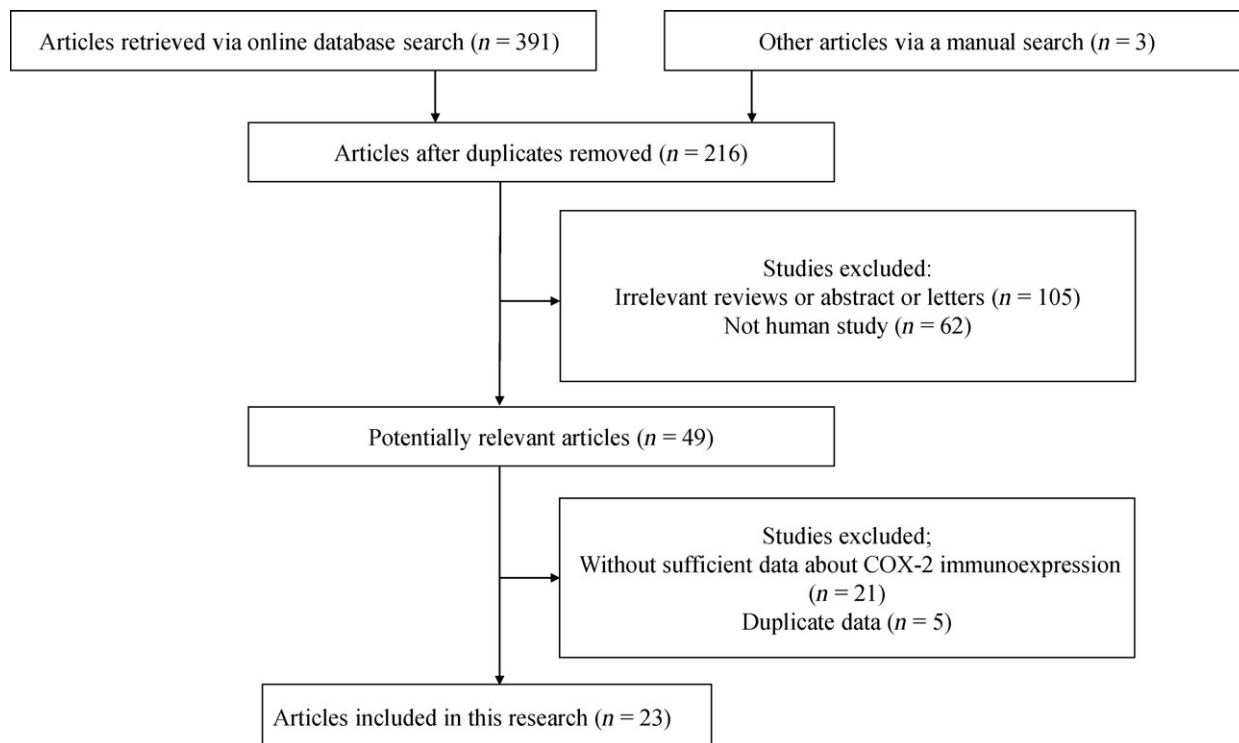 Articles retrieved via online database search (n = 391)
Other articles via a manual search (n = 3)
Articles after duplicates removed (n = 216)
Studies excluded:
Irrelevant reviews or abstract or letters (n = 105)
Not human study (n = 62)
Potentially relevant articles (n = 49)
Studies excluded;
Without sufficient data about COX-2 immunoexpression
(n = 21)
Duplicate data (n = 5)
Articles included in this research (n = 23)